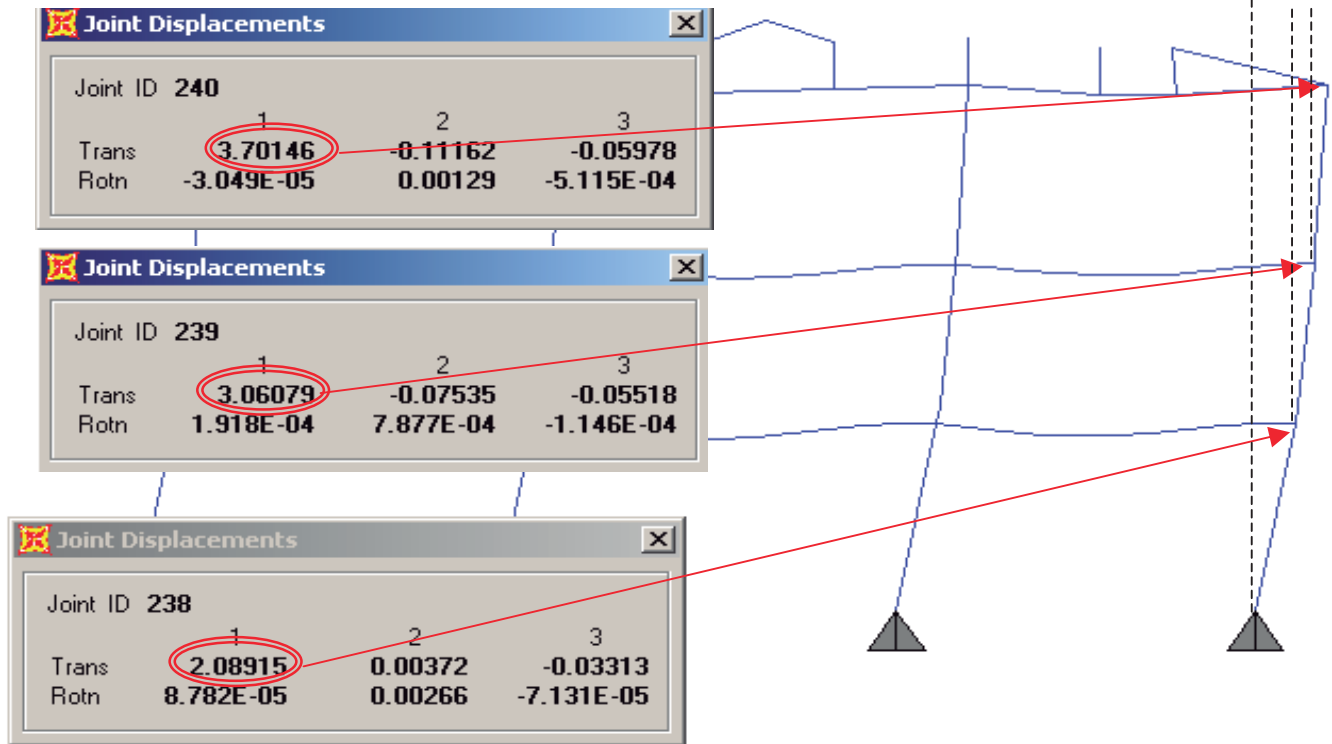 Joint Displacements
Joint ID 240
1 2 3
Trans 3.70146 -0.11162 -0.05978
Rotn -3.049E-05 0.00129 -5.115E-04
Joint Displacements
Joint ID 239
1 2 3
Trans 3.06079 -0.07535 -0.05518
Rotn 1.918E-04 7.877E-04 -1.146E-04
Joint Displacements
Joint ID 238
1 2 3
Trans 2.08915 0.00372 -0.03313
Rotn 8.782E-05 0.00266 -7.131E-05